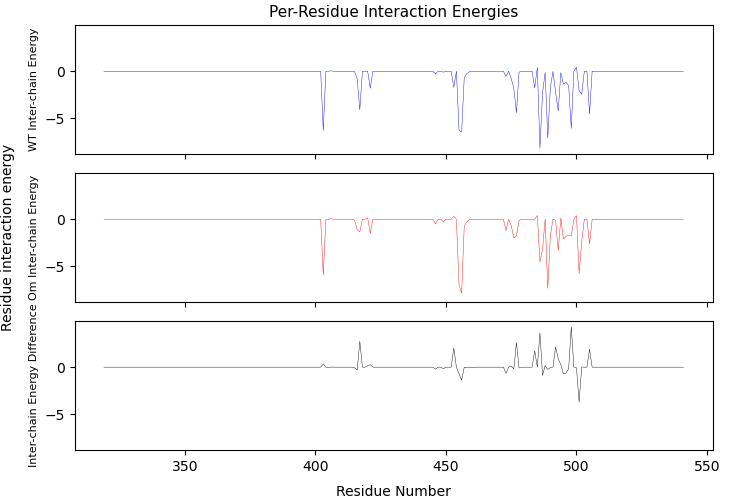 Per-Residue Interaction Energies
Residue interaction energy
WT Inter-chain Energy
0
−5
Om Inter-chain Energy
0
−5
Inter-chain Energy Difference
0
−5
350
400
450
500
550
Residue Number